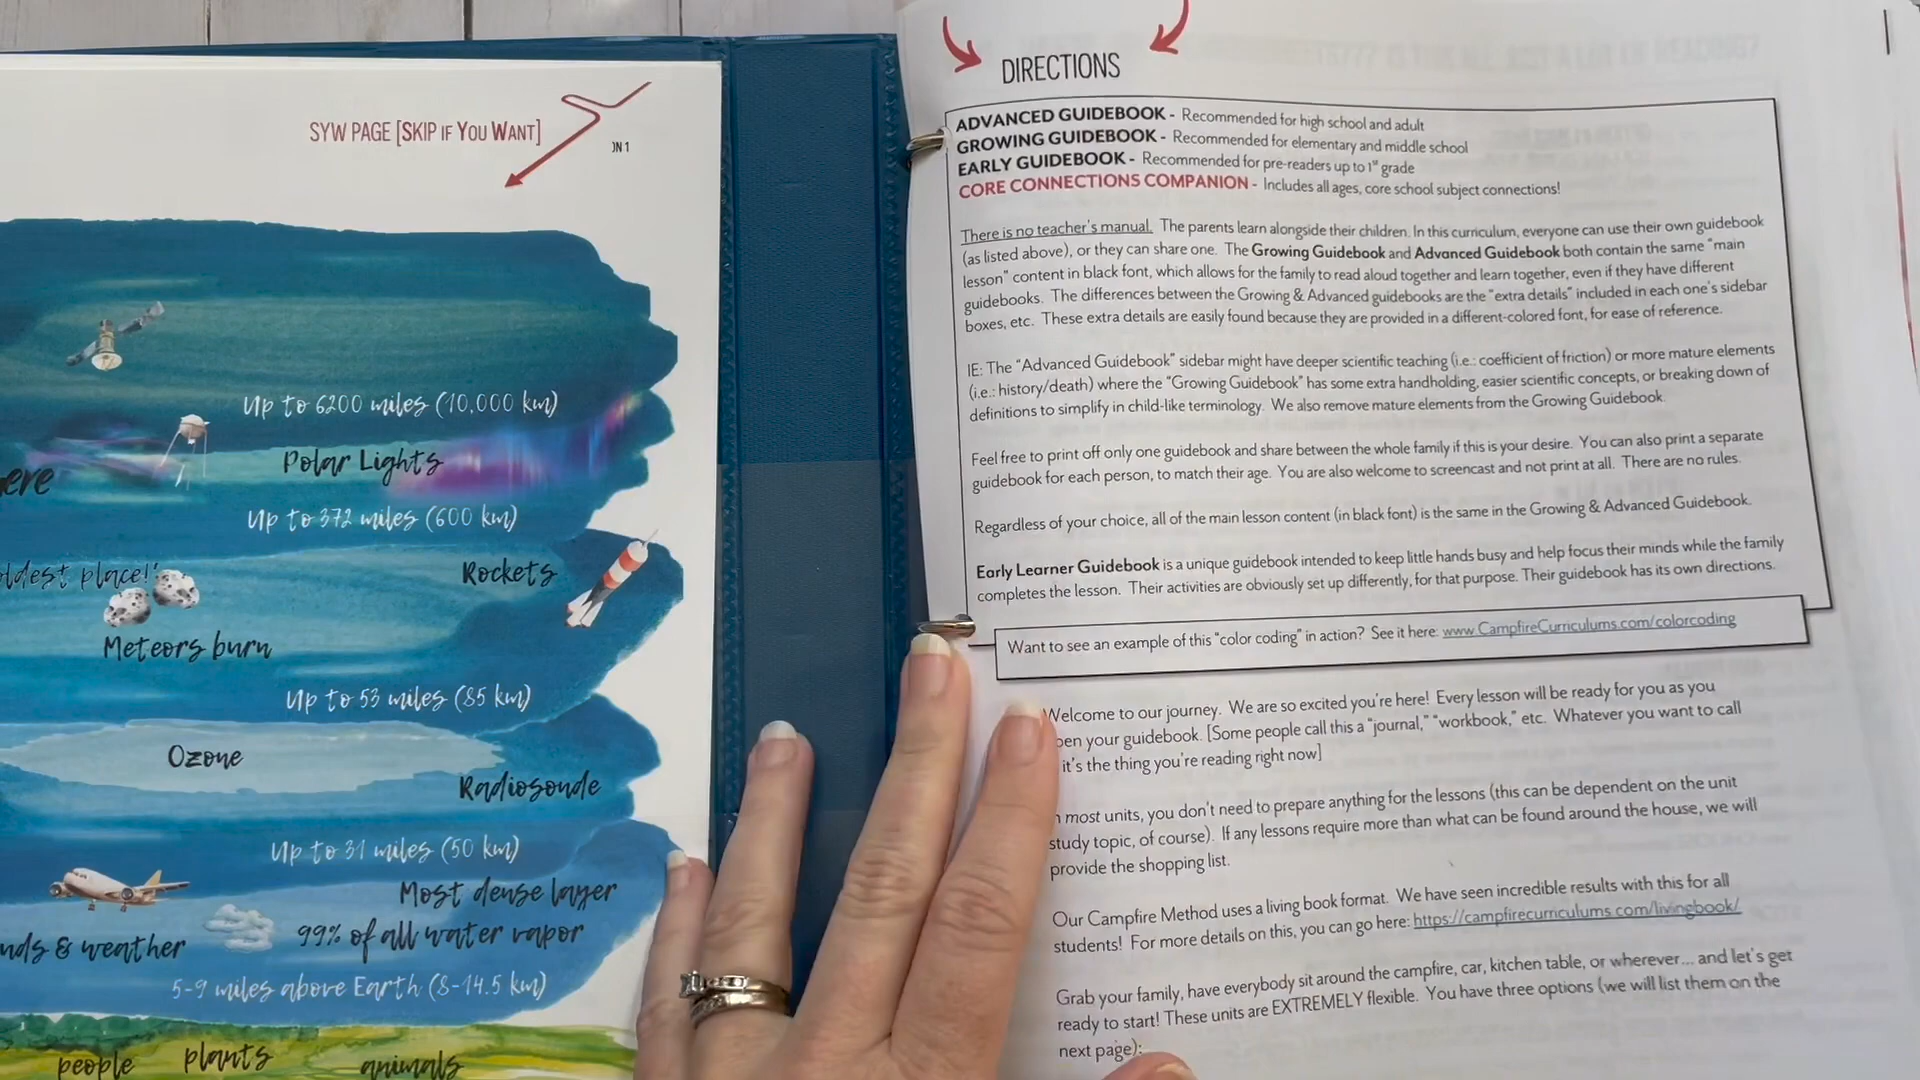 SYW PAGE [SKIP IF YOU WANT]
ON 1
Up to 6200 miles (10,000 km)
ere
Polar Lights
Up to 372 miles (600 km)
oldest place!
Rockets
Meteors burn
Up to 53 miles (85 km)
Ozone
Radiosonde
Up to 31 miles (50 km)
Most dense layer
99% of all water vapor
nds & weather
5-9 miles above Earth (8-14.5 km)
people plants animals
DIRECTIONS
ADVANCED GUIDEBOOK - Recommended for high school and adult
GROWING GUIDEBOOK - Recommended for elementary and middle school
EARLY GUIDEBOOK - Recommended for pre-readers up to 1st grade
CORE CONNECTIONS COMPANION - Includes all ages, core school subject connections!
There is no teacher's manual. The parents learn alongside their children. In this curriculum, everyone can use their own guidebook
(as listed above), or they can share one. The Growing Guidebook and Advanced Guidebook both contain the same "main
lesson" content in black font, which allows for the family to read aloud together and learn together, even if they have different
guidebooks. The differences between the Growing & Advanced guidebooks are the "extra details" included in each one's sidebar
boxes, etc. These extra details are easily found because they are provided in a different-colored font, for ease of reference.
IE: The "Advanced Guidebook" sidebar might have deeper scientific teaching (i.e.: coefficient of friction) or more mature elements
(i.e.: history/death) where the "Growing Guidebook" has some extra handholding, easier scientific concepts, or breaking down of
definitions to simplify in child-like terminology. We also remove mature elements from the Growing Guidebook.
Feel free to print off only one guidebook and share between the whole family if this is your desire. You can also print a separate
guidebook for each person, to match their age. You are also welcome to screencast and not print at all. There are no rules.
Regardless of your choice, all of the main lesson content (in black font) is the same in the Growing & Advanced Guidebook.
Early Learner Guidebook is a unique guidebook intended to keep little hands busy and help focus their minds while the family
completes the lesson. Their activities are obviously set up differently, for that purpose. Their guidebook has its own directions.
Want to see an example of this "color coding" in action? See it here: www.CampfireCurriculums.com/colorcoding
Welcome to our journey. We are so excited you're here! Every lesson will be ready for you as you
pen your guidebook. [Some people call this a "journal," "workbook," etc. Whatever you want to call
it's the thing you're reading right now]
n most units, you don't need to prepare anything for the lessons (this can be dependent on the unit
study topic, of course). If any lessons require more than what can be found around the house, we will
provide the shopping list.
Our Campfire Method uses a living book format. We have seen incredible results with this for all
students! For more details on this, you can go here: https://campfirecurriculums.com/livingbook/
Grab your family, have everybody sit around the campfire, car, kitchen table, or wherever... and let's get
ready to start! These units are EXTREMELY flexible. You have three options (we will list them on the
next page):